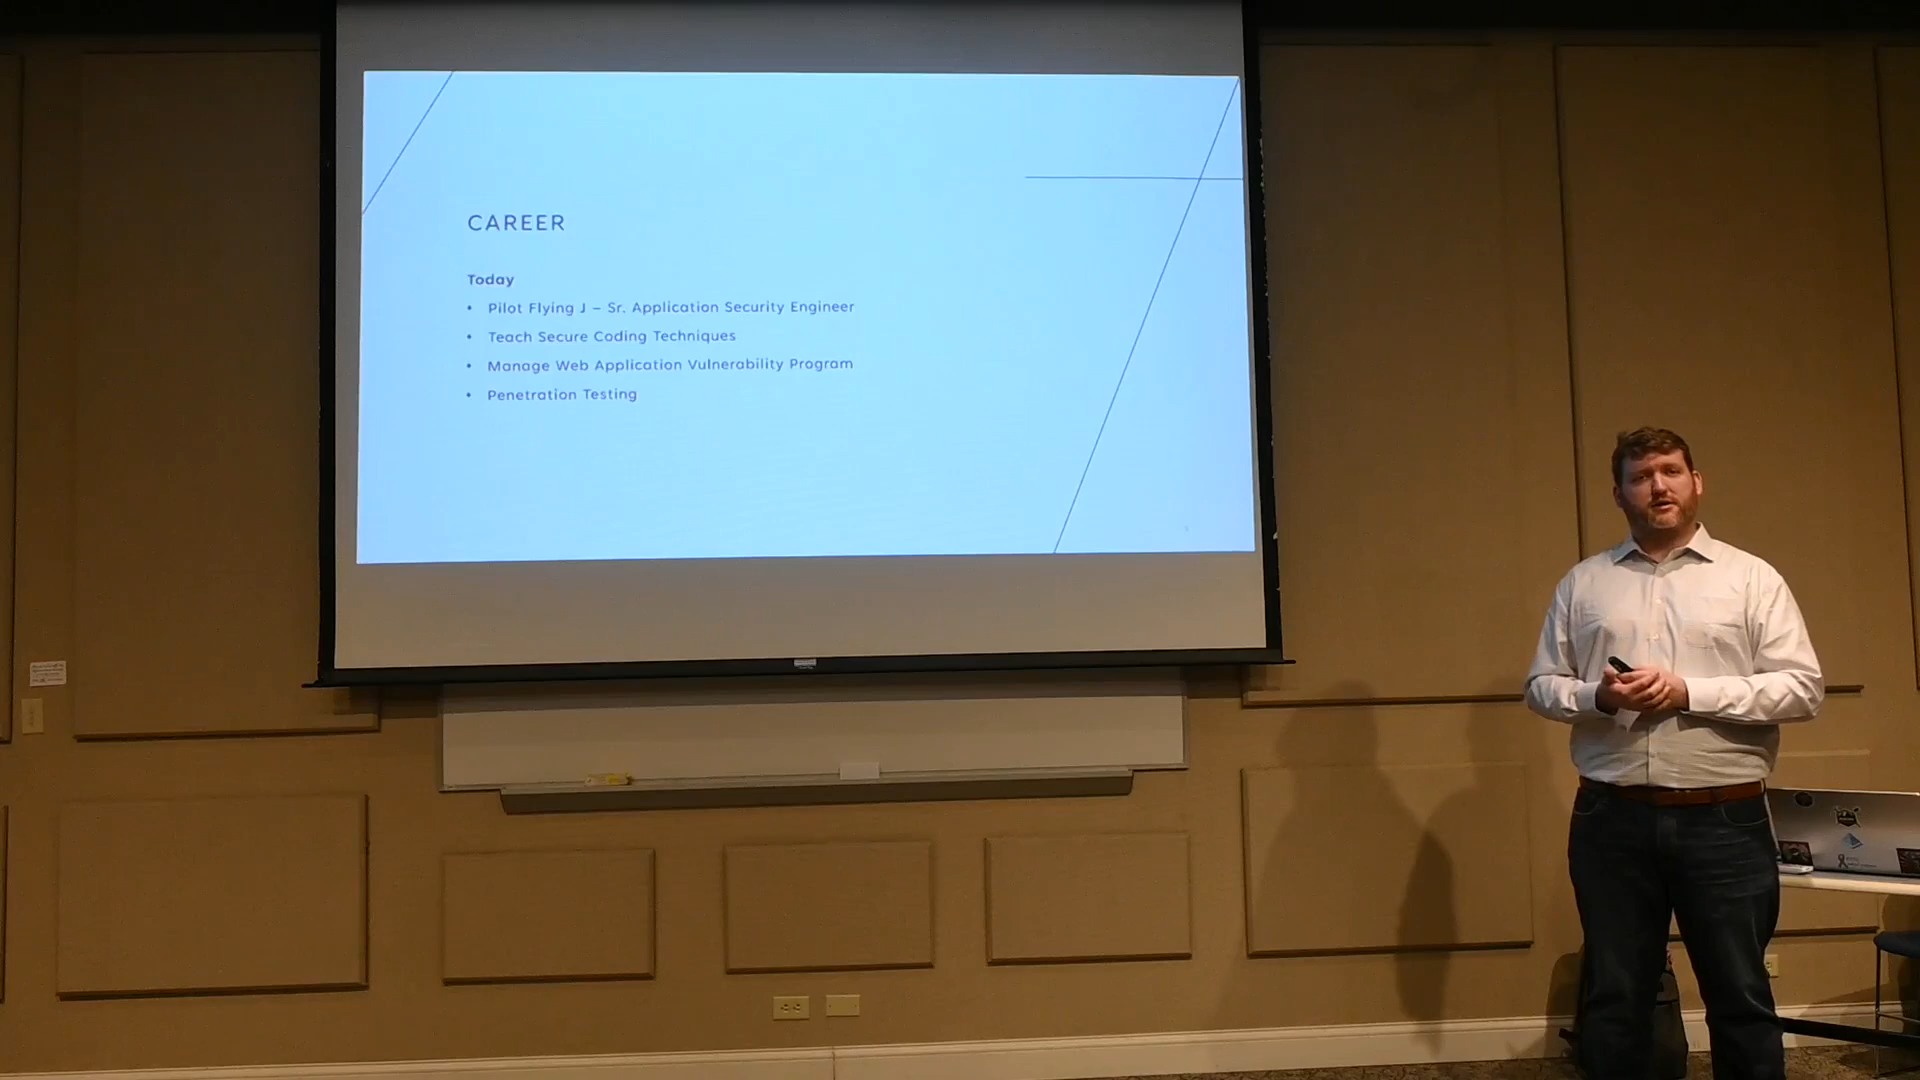 CAREER
Today
• Pilot Flying J – Sr. Application Security Engineer
• Teach Secure Coding Techniques
• Manage Web Application Vulnerability Program
• Penetration Testing